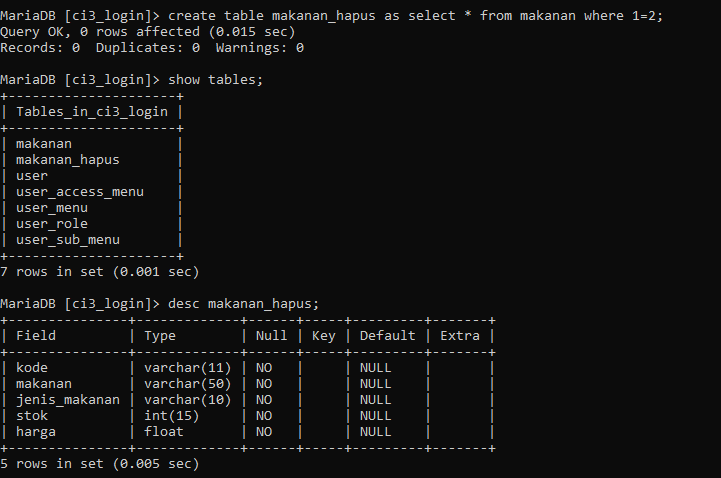 MariaDB [ci3_login]> create table makanan_hapus as select * from makanan where 1=2;
Query OK, 0 rows affected (0.015 sec)
Records: 0  Duplicates: 0  Warnings: 0

MariaDB [ci3_login]> show tables;
+---------------------+
| Tables_in_ci3_login |
+---------------------+
| makanan             |
| makanan_hapus       |
| user                |
| user_access_menu    |
| user_menu           |
| user_role           |
| user_sub_menu       |
+---------------------+
7 rows in set (0.001 sec)

MariaDB [ci3_login]> desc makanan_hapus;
+---------------+-------------+------+-----+---------+-------+
| Field         | Type        | Null | Key | Default | Extra |
+---------------+-------------+------+-----+---------+-------+
| kode          | varchar(11) | NO   |     | NULL    |       |
| makanan       | varchar(50) | NO   |     | NULL    |       |
| jenis_makanan | varchar(10) | NO   |     | NULL    |       |
| stok          | int(15)     | NO   |     | NULL    |       |
| harga         | float       | NO   |     | NULL    |       |
+---------------+-------------+------+-----+---------+-------+
5 rows in set (0.005 sec)